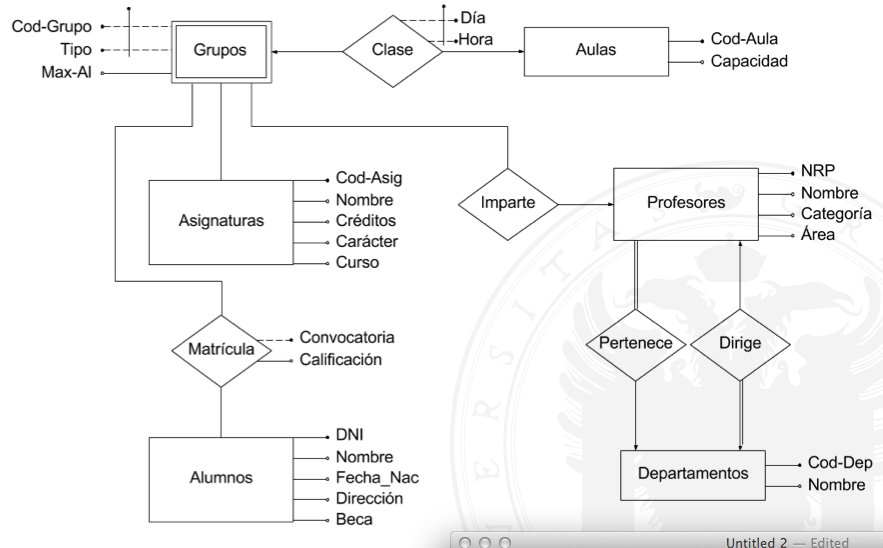 Cod-Grupo
Tipo
Max-Al
Grupos
Clase
Día
Hora
Aulas
Cod-Aula
Capacidad
Asignaturas
Cod-Asig
Nombre
Créditos
Carácter
Curso
Imparte
Profesores
NRP
Nombre
Categoría
Área
Matrícula
Convocatoria
Calificación
Pertenece
Dirige
Alumnos
DNI
Nombre
Fecha_Nac
Dirección
Beca
Departamentos
Cod-Dep
Nombre
Untitled 2 — Edited